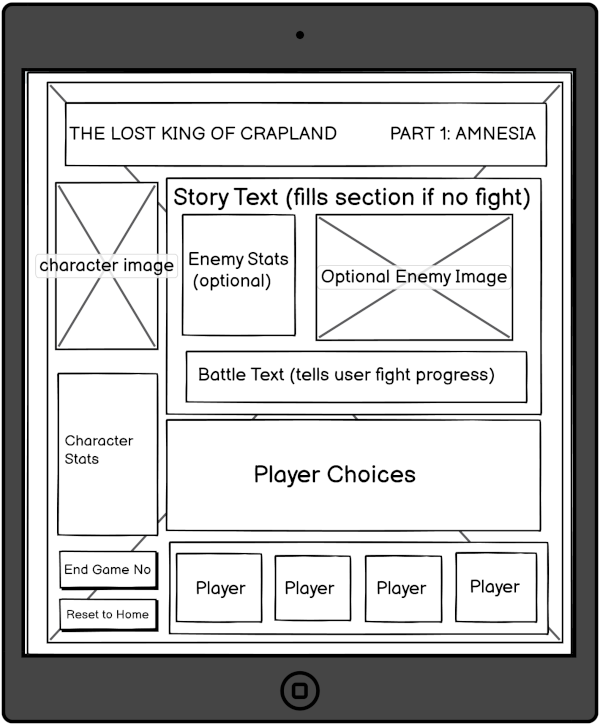 THE LOST KING OF CRAPLAND PART 1: AMNESIA
Story Text (fills section if no fight)
character image
Enemy Stats
(optional)
Optional Enemy Image
Battle Text (tells user fight progress)
Character
Stats
Player Choices
End Game No
Reset to Home
Player Player Player Player